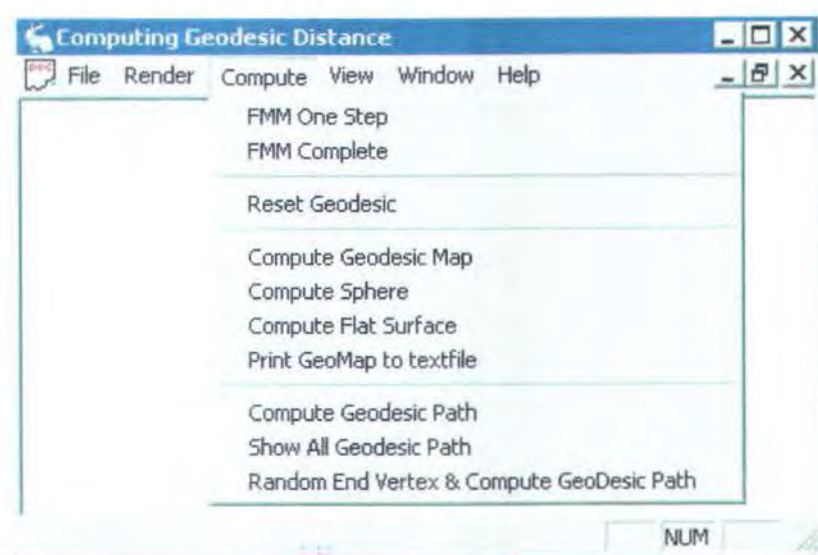 Computing Geodesic Distance
File Render Compute View Window Help
FMM One Step
FMM Complete
Reset Geodesic
Compute Geodesic Map
Compute Sphere
Compute Flat Surface
Print GeoMap to textfile
Compute Geodesic Path
Show All Geodesic Path
Random End Vertex & Compute GeoDesic Path
NUM